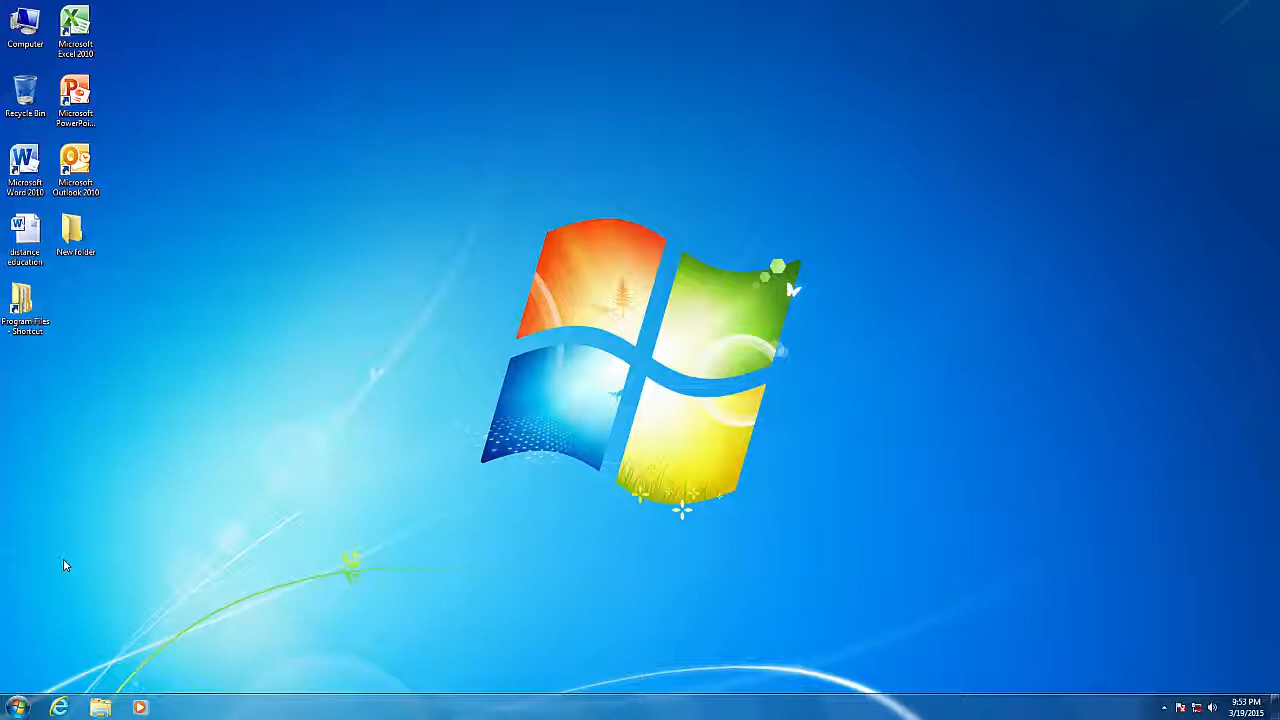 Computer
Microsoft
Excel 2010
Recycle Bin
Microsoft
PowerPoi...
Microsoft
Word 2010
Microsoft
Outlook 2010
distance
education
New folder
Program Files
- Shortcut
9:53 PM
3/19/2015